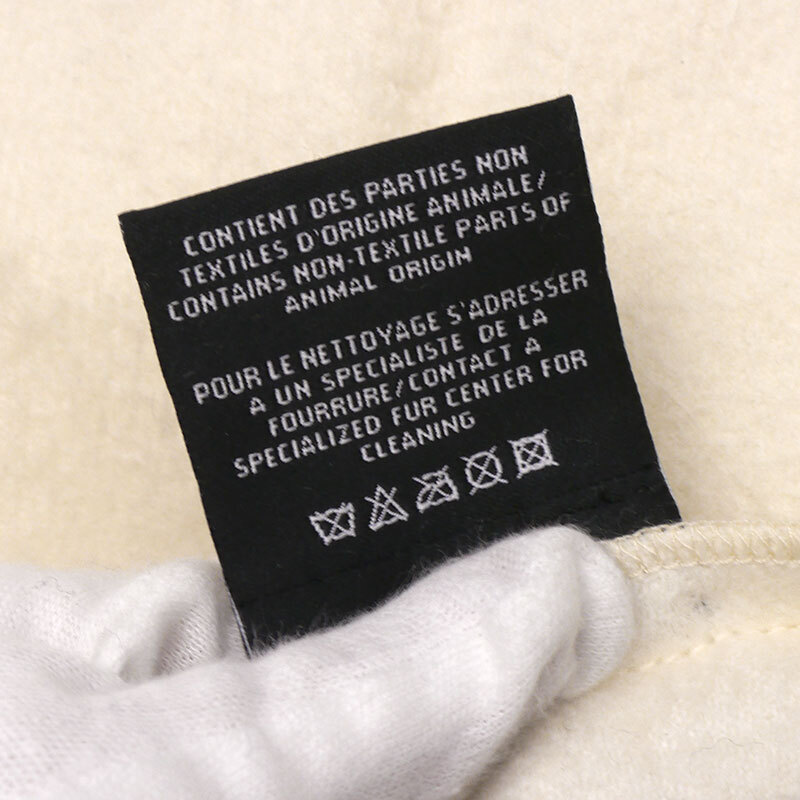 CONTIENT DES PARTIES NON
TEXTILES D'ORIGINE ANIMALE/
CONTAINS NON-TEXTILE PARTS OF
ANIMAL ORIGIN
POUR LE NETTOYAGE S'ADRESSER
A UN SPECIALISTE DE LA
FOURRURE/CONTACT A
SPECIALIZED FUR CENTER FOR
CLEANING